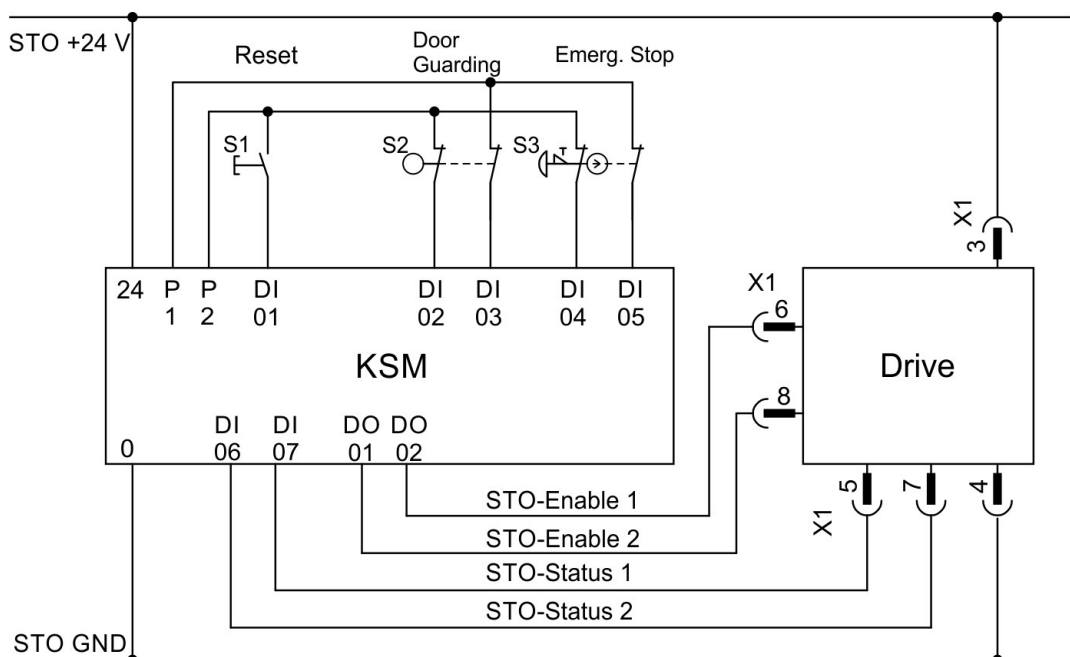 STO +24 V
Reset
Door
Guarding
Emerg. Stop
S1
S2
S3
X1
3
24 P P DI DI DI DI DI
1 2 01 02 03 04 05
X1
6
KSM
Drive
8
0 DI DI DO DO
06 07 01 02
5
7
4
X1
STO-Enable 1
STO-Enable 2
STO-Status 1
STO-Status 2
STO GND